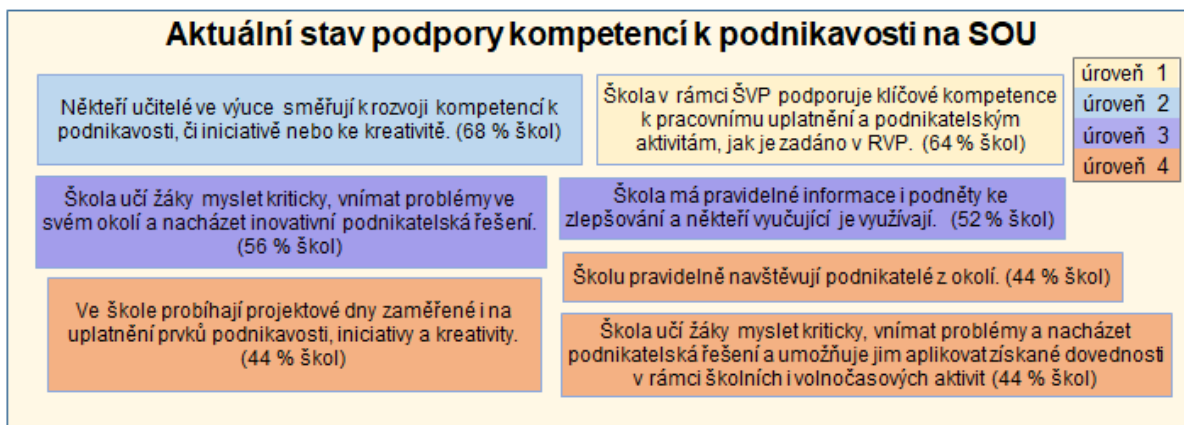 Aktuální stav podpory kompetencí k podnikavosti na SOU
Někteří učitelé ve výuce směřují k rozvoji kompetencí k
podnikavosti, či iniciativě nebo ke kreativitě. (68 % škol)
Škola v rámci ŠVP podporuje klíčové kompetence
k pracovnímu uplatnění a podnikatelským
aktivitám, jak je zadáno v RVP. (64 % škol)
úroveň 1
úroveň 2
úroveň 3
úroveň 4
Škola učí žáky myslet kriticky, vnímat problémy ve
svém okolí a nacházet inovativní podnikatelská řešení.
(56 % škol)
Škola má pravidelné informace i podněty ke
zlepšování a někteří vyučující je využívají. (52 % škol)
Školu pravidelně navštěvují podnikatelé z okolí. (44 % škol)
Ve škole probíhají projektové dny zaměřené i na
uplatnění prvků podnikavosti, iniciativy a kreativity.
(44 % škol)
Škola učí žáky myslet kriticky, vnímat problémy a nacházet
podnikatelská řešení a umožňuje jim aplikovat získané dovednosti
v rámci školních i volnočasových aktivit (44 % škol)